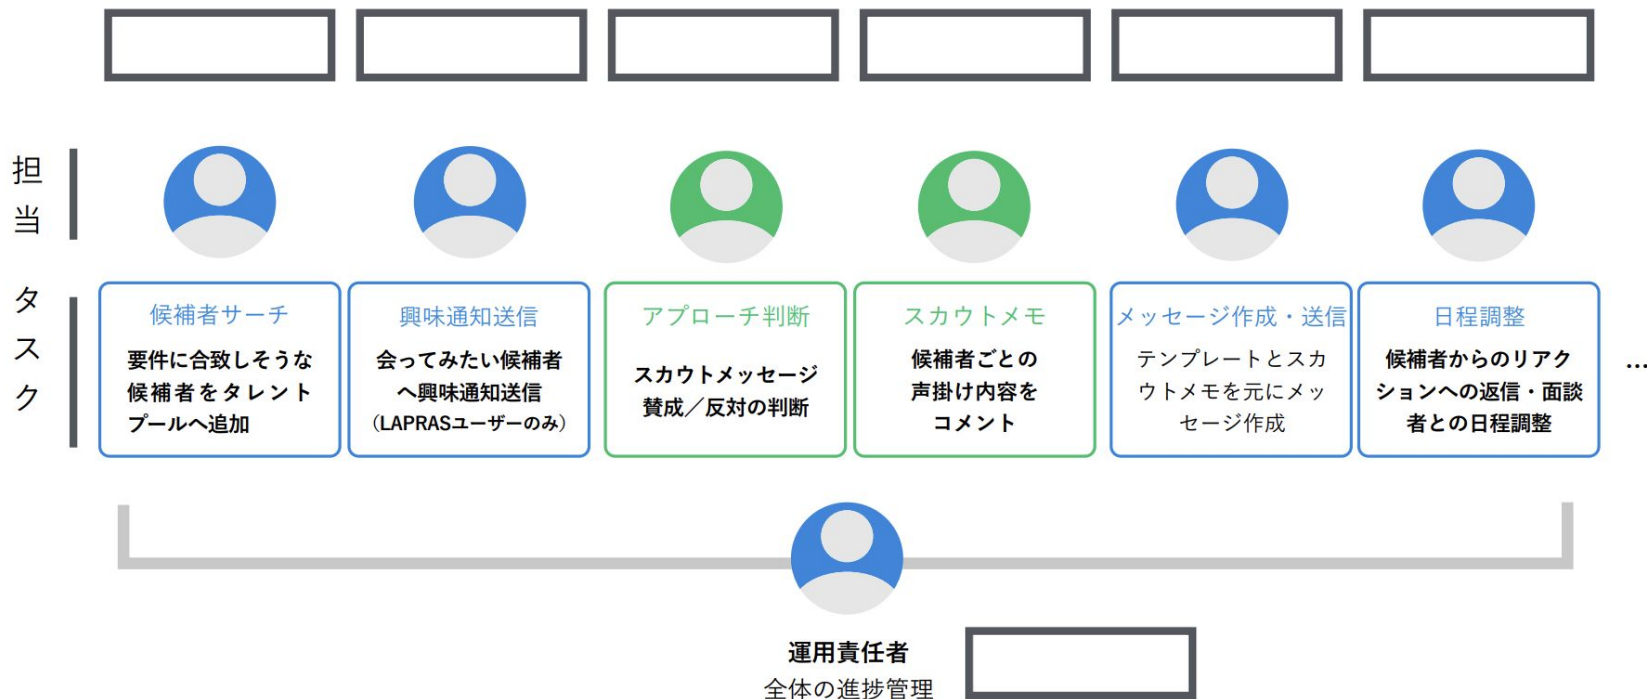 担当
タスク
候補者サーチ
要件に合致しそうな
候補者をタレント
プールへ追加
興味通知送信
会ってみたい候補者
へ興味通知送信
（LAPRASユーザーのみ）
アプローチ判断
スカウトメッセージ
賛成／反対の判断
スカウトメモ
候補者ごとの
声掛け内容を
コメント
メッセージ作成・送信
テンプレートとスカ
ウトメモを元にメッ
セージ作成
日程調整
候補者からのリアク
ションへの返信・面談
者との日程調整
…
運用責任者
全体の進捗管理